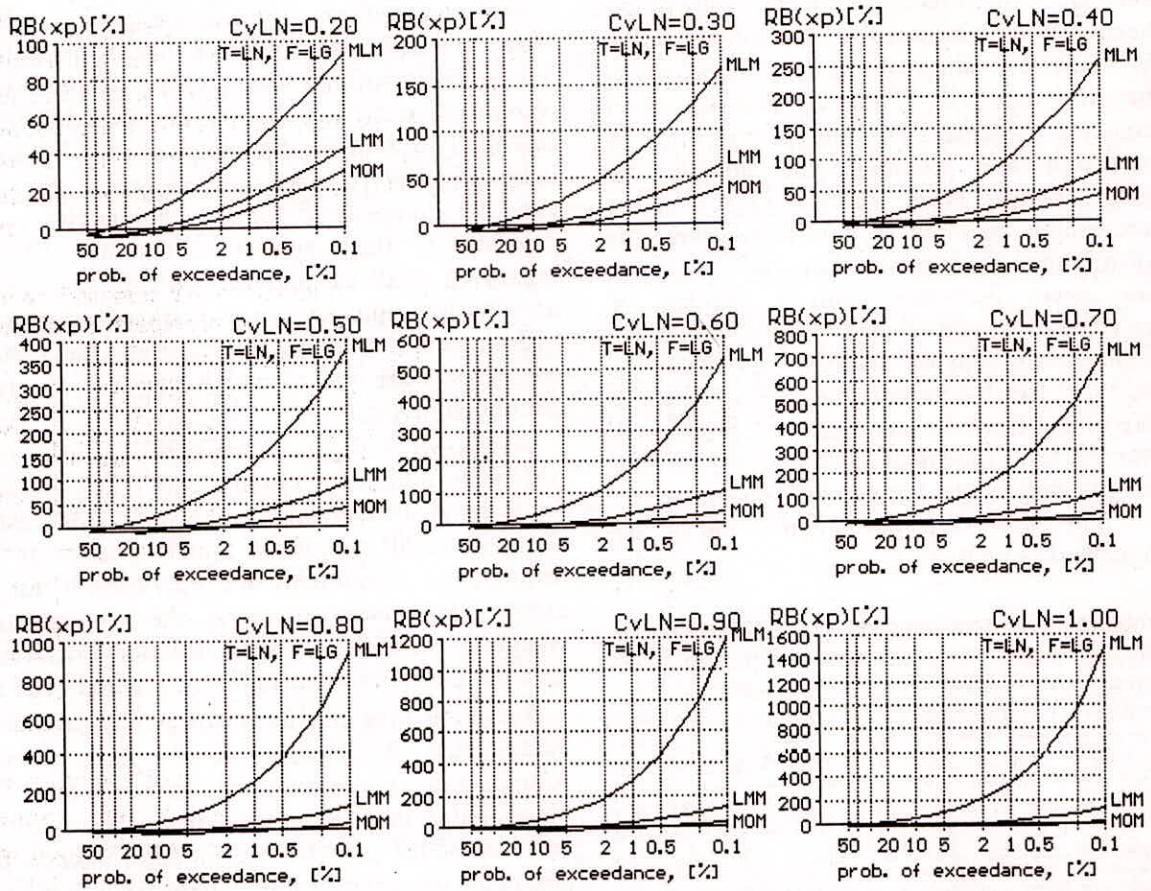 RB(xp)[%] CvLN=0.20
T=LN, F=LG
MLM
LMM
MOM
100
80
60
40
20
0
50 20 10 5 2 1 0.5 0.1
prob. of exceedance, [%]
RB(xp)[%] CvLN=0.30
T=LN, F=LG
MLM
LMM
MOM
200
150
100
50
0
50 20 10 5 2 1 0.5 0.1
prob. of exceedance, [%]
RB(xp)[%] CvLN=0.40
T=LN, F=LG
MLM
LMM
MOM
300
250
200
150
100
50
0
50 20 10 5 2 1 0.5 0.1
prob. of exceedance, [%]
RB(xp)[%] CvLN=0.50
T=LN, F=LG
MLM
LMM
MOM
400
350
300
250
200
150
100
50
0
50 20 10 5 2 1 0.5 0.1
prob. of exceedance, [%]
RB(xp)[%] CvLN=0.60
T=LN, F=LG
MLM
LMM
MOM
600
500
400
300
200
100
0
50 20 10 5 2 1 0.5 0.1
prob. of exceedance, [%]
RB(xp)[%] CvLN=0.70
T=LN, F=LG
MLM
LMM
MOM
800
700
600
500
400
300
200
100
0
50 20 10 5 2 1 0.5 0.1
prob. of exceedance, [%]
RB(xp)[%] CvLN=0.80
T=LN, F=LG
MLM
LMM
MOM
1000
800
600
400
200
0
50 20 10 5 2 1 0.5 0.1
prob. of exceedance, [%]
RB(xp)[%] CvLN=0.90
T=LN, F=LG
MLM
LMM
MOM
1200
1000
800
600
400
200
0
50 20 10 5 2 1 0.5 0.1
prob. of exceedance, [%]
RB(xp)[%] CvLN=1.00
T=LN, F=LG
MLM
LMM
MOM
1600
1400
1200
1000
800
600
400
200
0
50 20 10 5 2 1 0.5 0.1
prob. of exceedance, [%]